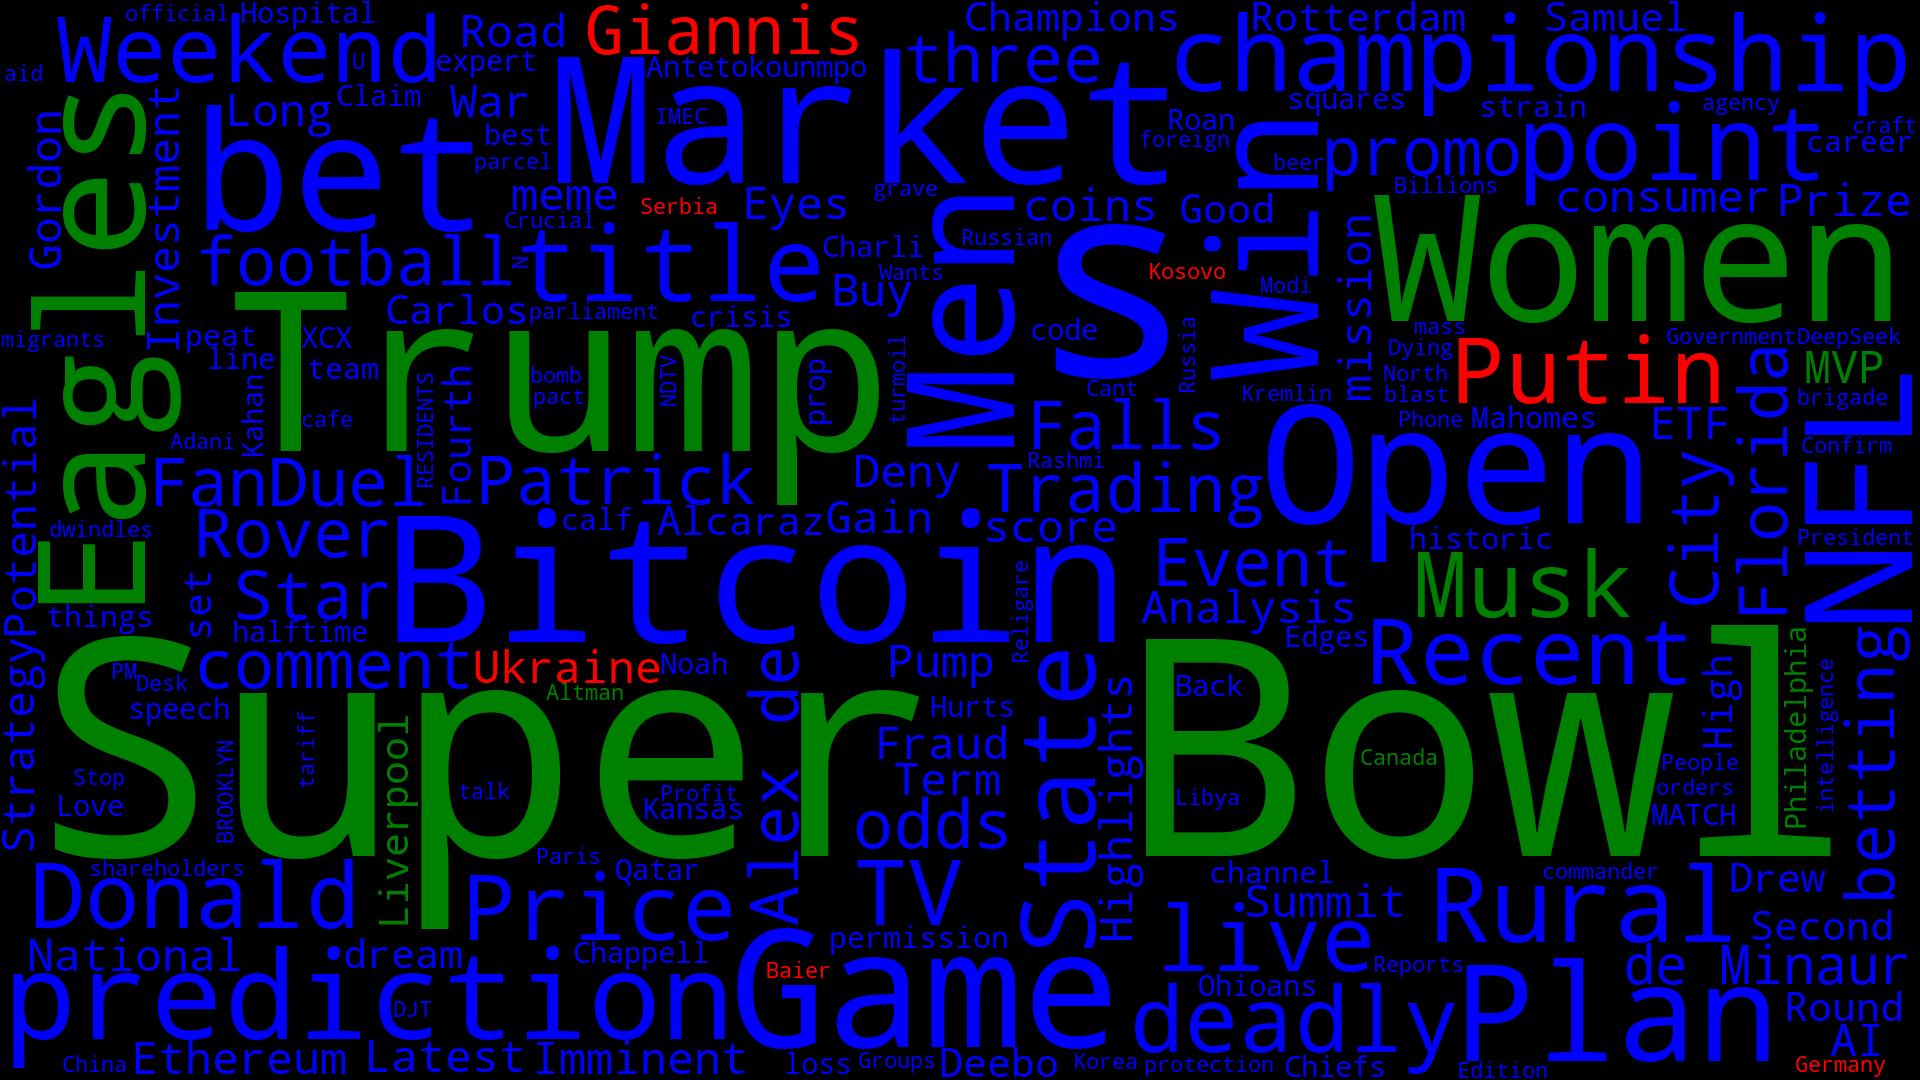 official
Hospital
Weekend
U
Road
expert
Giannis
Champions
Rotterdam
Samuel
championship
aid
three
Antetokounmpo
Market
Eagles
Gordon
Investment
Long
Claim
War
bet
best
parcel
IMEC
squares
strain
agency
craft
career
Roan
foreign
beer
promo
point
Win
meme
Serbia
Eyes
grave
coins
Good
Billions
consumer
Prize
Crucial
football
N
title
Charli
Russian
Men
S
Kosovo
Modi
mission
Women
Wants
Buy
Trump
Carlos
parliament
crisis
code
mass
Government
DeepSeek
migrants
peat
XCX
line
team
turmoil
Russia
Dying
Putin
MVP
Kahan
bomb
pact
NDTV
prop
Cant
Kremlin
North
blast
brigade
Potential
RESIDENTS
Fourth
cafe
Adani
Falls
Phone
Mahomes
ETF
Florida
NFL
Confirm
FanDuel
Patrick
Deny
Rashmi
Trading
Open
City
dwindles
Rover
Bitcoin
calf
Alcaraz
Gain
score
historic
President
Event
Musk
set
Star
Religare
Analysis
things
halftime
Edges
Recent
Super
comment
Ukraine
Noah
Altman
Alex de
Pump
State
Bowl
Back
High
Philadelphia
betting
PM
Desk
speech
Hurts
Highlights
Strategy
BROOKLYN
tariff
Liverpool
Fraud
Canada
intelligence
People
Stop
talk
Profit
Term
Libya
orders
Love
Kansas
odds
MATCH
shareholders
Paris
Qatar
TV
channel
commander
Drew
Donald
Price
Summit
Rural
live
Second
National
dream
Chappell
permission
prediction
Game
Baier
Reports
de Minaur
Ohioans
Plan
DJT
deadly
Round
AI
China
Ethereum
Latest
Imminent
loss
Groups
Deebo
Korea
protection
Chiefs
Edition
Germany